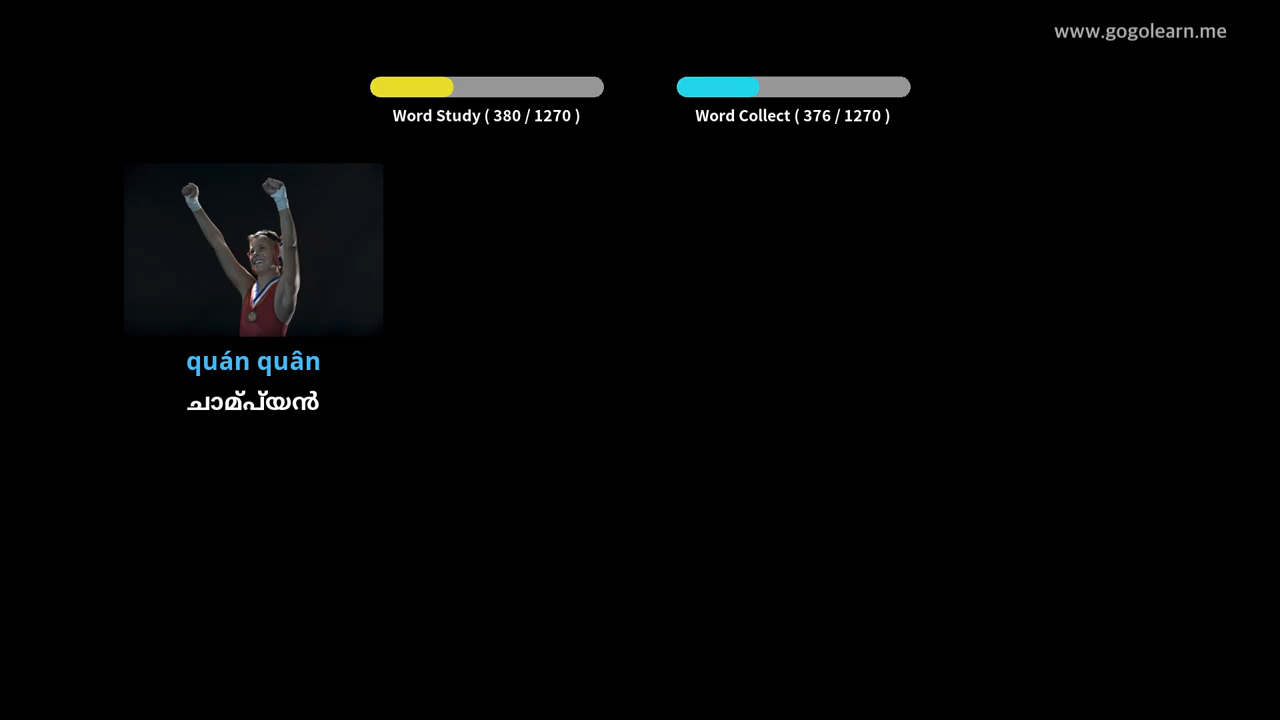 www.gogolearn.me
Word Study ( 380 / 1270 )
Word Collect ( 376 / 1270 )
quán quân
ചാമ്പ്യൻ